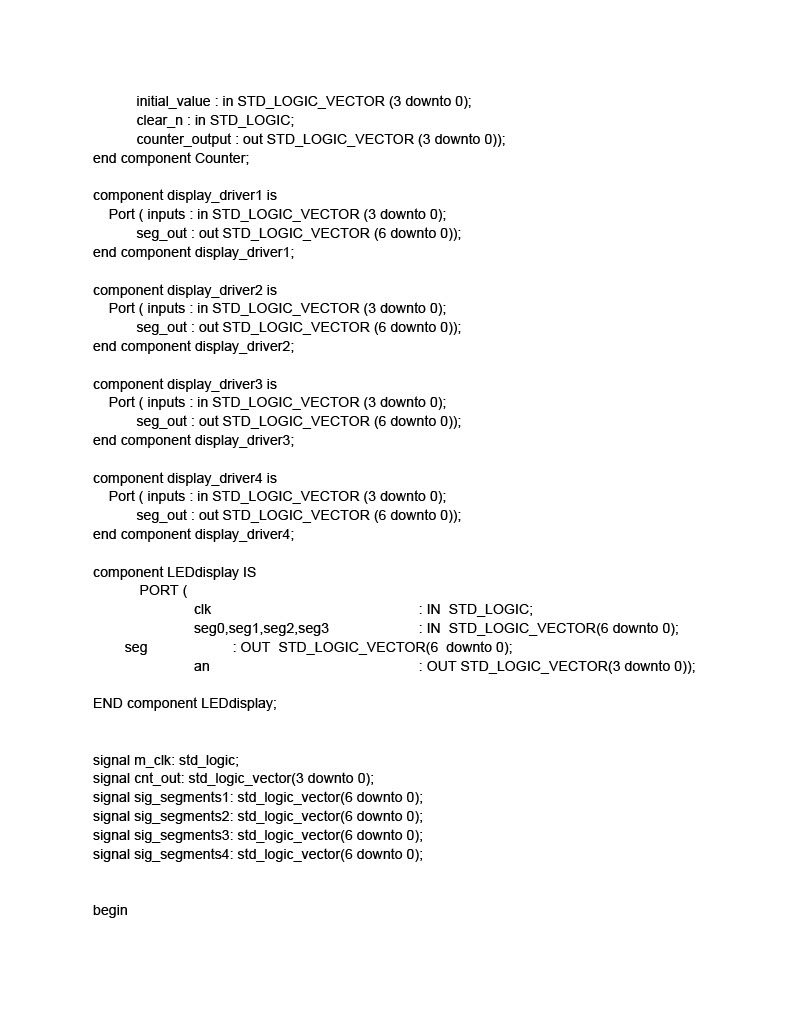 initial_value : in STD_LOGIC_VECTOR (3 downto 0);
clear_n : in STD_LOGIC;
counter_output : out STD_LOGIC_VECTOR (3 downto 0));
end component Counter;
component display_driver1 is
Port ( inputs : in STD_LOGIC_VECTOR (3 downto 0);
seg_out : out STD_LOGIC_VECTOR (6 downto 0));
end component display_driver1;
component display_driver2 is
Port ( inputs : in STD_LOGIC_VECTOR (3 downto 0);
seg_out : out STD_LOGIC_VECTOR (6 downto 0));
end component display_driver2;
component display_driver3 is
Port ( inputs : in STD_LOGIC_VECTOR (3 downto 0);
seg_out : out STD_LOGIC_VECTOR (6 downto 0));
end component display_driver3;
component display_driver4 is
Port ( inputs : in STD_LOGIC_VECTOR (3 downto 0);
seg_out : out STD_LOGIC_VECTOR (6 downto 0));
end component display_driver4;
component LEDdisplay IS
PORT (
clk : IN STD_LOGIC;
seg0,seg1,seg2,seg3 : IN STD_LOGIC_VECTOR(6 downto 0);
seg : OUT STD_LOGIC_VECTOR(6 downto 0);
an : OUT STD_LOGIC_VECTOR(3 downto 0));
END component LEDdisplay;
signal m_clk: std_logic;
signal cnt_out: std_logic_vector(3 downto 0);
signal sig_segments1: std_logic_vector(6 downto 0);
signal sig_segments2: std_logic_vector(6 downto 0);
signal sig_segments3: std_logic_vector(6 downto 0);
signal sig_segments4: std_logic_vector(6 downto 0);
begin